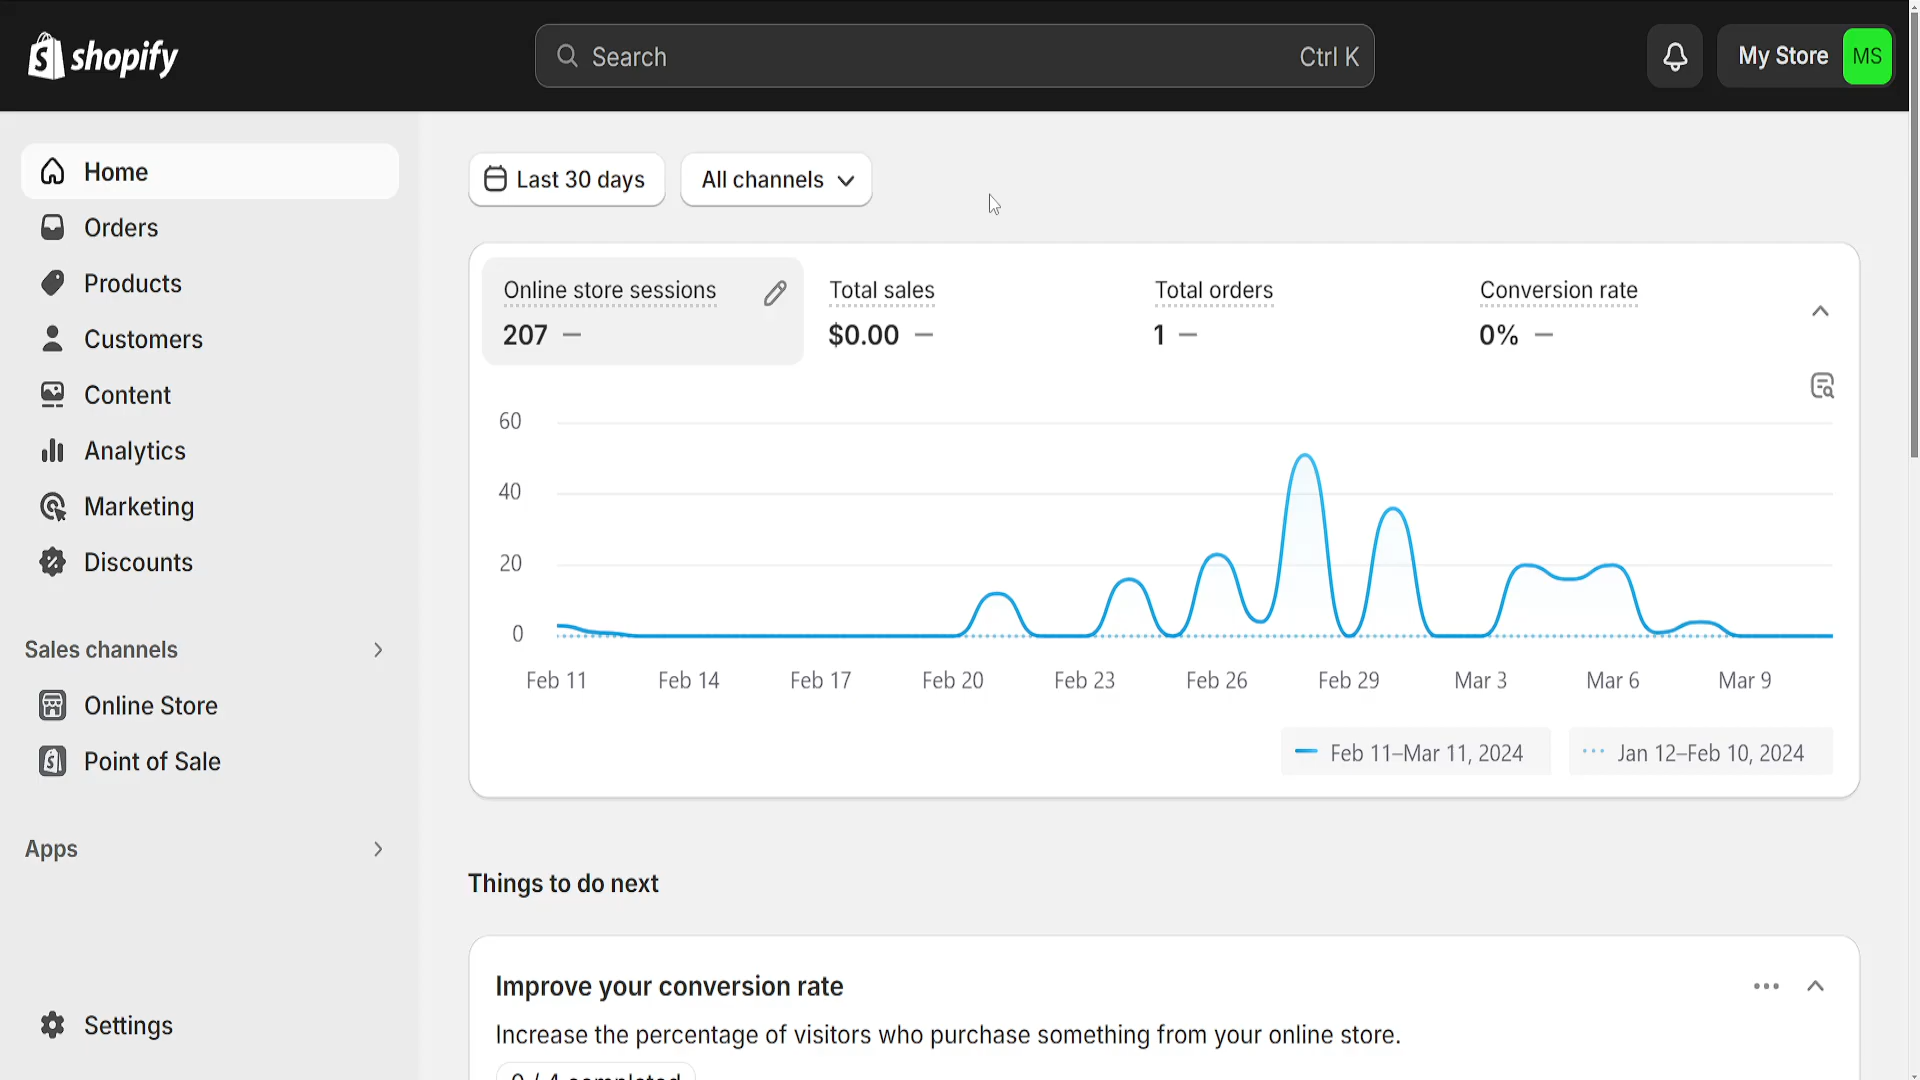 shopify
Search
Ctrl K
My Store
MS
Home
Orders
Products
Customers
Content
Analytics
Marketing
Discounts
Sales channels
Online Store
Point of Sale
Apps
Settings
Last 30 days
All channels
Online store sessions
207 —
Total sales
$0.00 —
Total orders
1 —
Conversion rate
0% —
60
40
20
0
Feb 11
Feb 14
Feb 17
Feb 20
Feb 23
Feb 26
Feb 29
Mar 3
Mar 6
Mar 9
Feb 11–Mar 11, 2024
Jan 12–Feb 10, 2024
Things to do next
Improve your conversion rate
Increase the percentage of visitors who purchase something from your online store.
0 / 4 completed